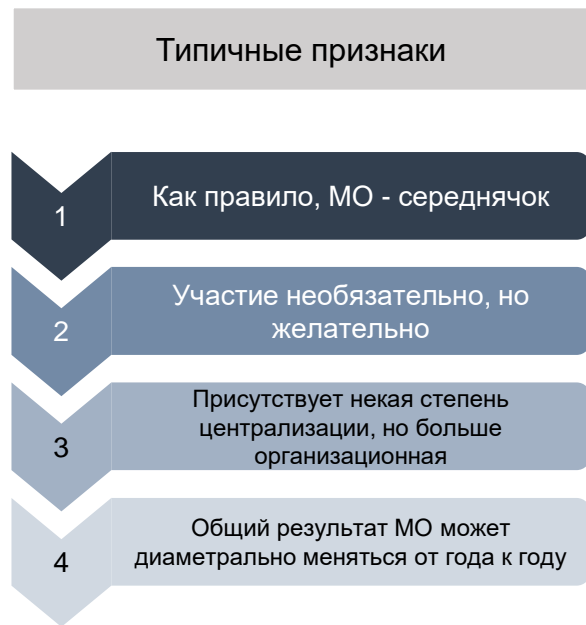 Типичные признаки
1
Как правило, МО - середнячок
2
Участие необязательно, но
желательно
3
Присутствует некая степень
централизации, но больше
организационная
4
Общий результат МО может
диаметрально меняться от года к году